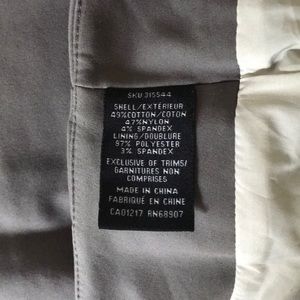 SKU 315544
SHELL/EXTÉRIEUR
49%COTTON/COTON
47%NYLON
4% SPANDEX
LINING/DOUBLURE
97% POLYESTER
3% SPANDEX
EXCLUSIVE OF TRIMS/
GARNITURES NON
COMPRISES
MADE IN CHINA
FABRIQUÉ EN CHINE
CA01217 RN68907